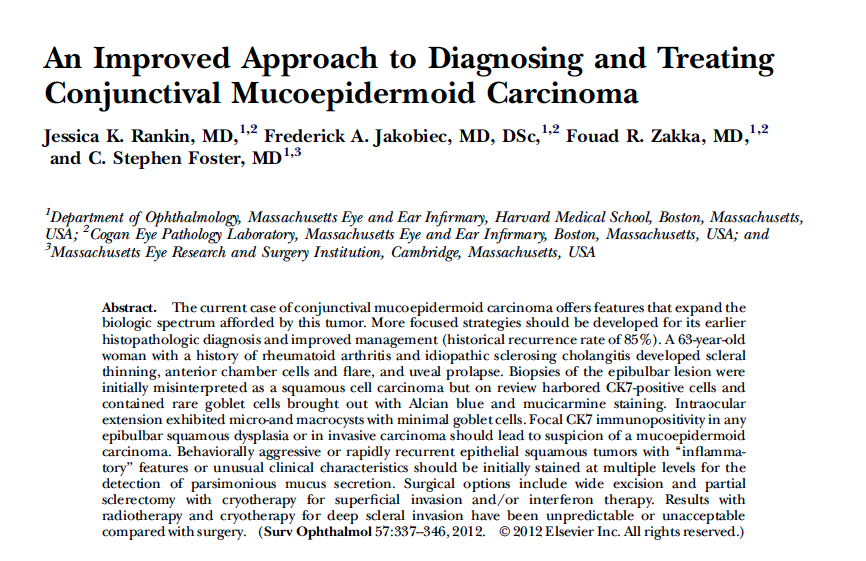 An Improved Approach to Diagnosing and Treating
Conjunctival Mucoepidermoid Carcinoma
Jessica K. Rankin, MD,1,2 Frederick A. Jakobiec, MD, DSc,1,2 Fouad R. Zakka, MD,1,2
and C. Stephen Foster, MD1,3
1Department of Ophthalmology, Massachusetts Eye and Ear Infirmary, Harvard Medical School, Boston, Massachusetts,
USA; 2Cogan Eye Pathology Laboratory, Massachusetts Eye and Ear Infirmary, Boston, Massachusetts, USA; and
3Massachusetts Eye Research and Surgery Institution, Cambridge, Massachusetts, USA
Abstract. The current case of conjunctival mucoepidermoid carcinoma offers features that expand the
biologic spectrum afforded by this tumor. More focused strategies should be developed for its earlier
histopathologic diagnosis and improved management (historical recurrence rate of 85%). A 63-year-old
woman with a history of rheumatoid arthritis and idiopathic sclerosing cholangitis developed scleral
thinning, anterior chamber cells and flare, and uveal prolapse. Biopsies of the epibulbar lesion were
initially misinterpreted as a squamous cell carcinoma but on review harbored CK7-positive cells and
contained rare goblet cells brought out with Alcian blue and mucicarmine staining. Intraocular
extension exhibited micro-and macrocysts with minimal goblet cells. Focal CK7 immunopositivity in any
epibulbar squamous dysplasia or in invasive carcinoma should lead to suspicion of a mucoepidermoid
carcinoma. Behaviorally aggressive or rapidly recurrent epithelial squamous tumors with “inflamma-
tory” features or unusual clinical characteristics should be initially stained at multiple levels for the
detection of parsimonious mucus secretion. Surgical options include wide excision and partial
sclerectomy with cryotherapy for superficial invasion and/or interferon therapy. Results with
radiotherapy and cryotherapy for deep scleral invasion have been unpredictable or unacceptable
compared with surgery. (Surv Ophthalmol 57:337–346, 2012. © 2012 Elsevier Inc. All rights reserved.)